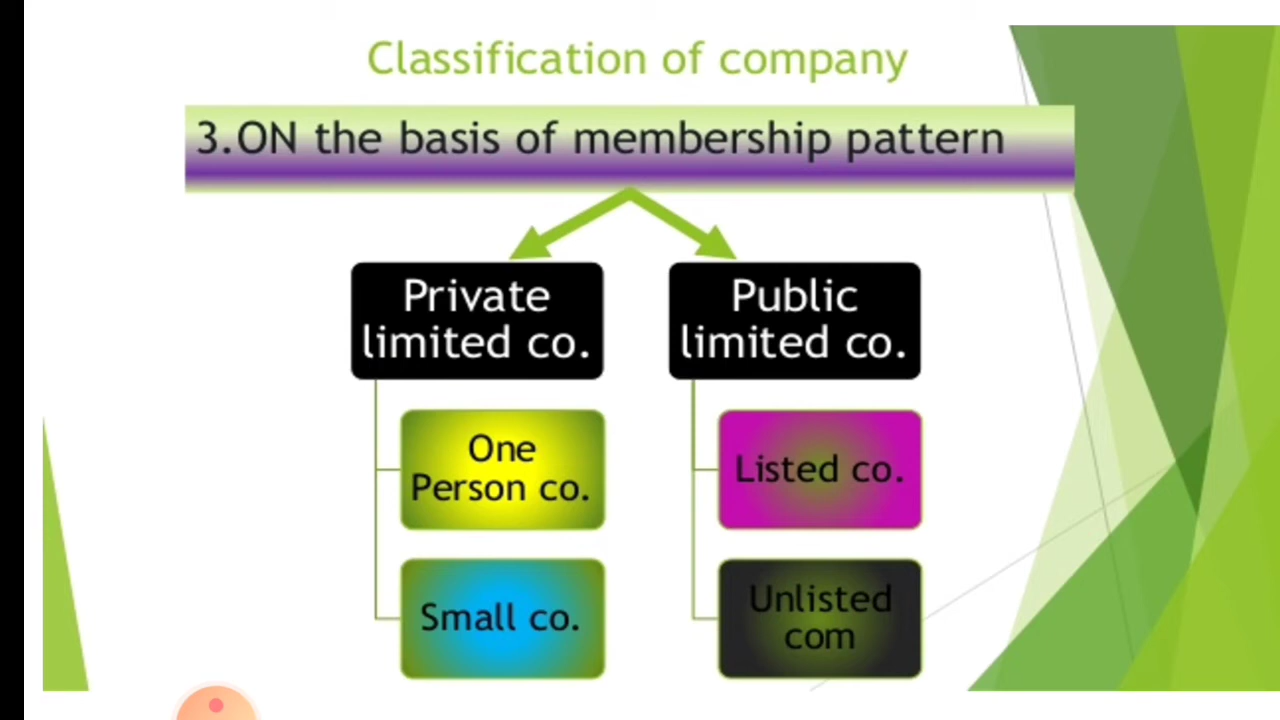 Classification of company
3.ON the basis of membership pattern
Private
limited co.
One
Person co.
Small co.
Public
limited co.
Listed co.
Unlisted
com